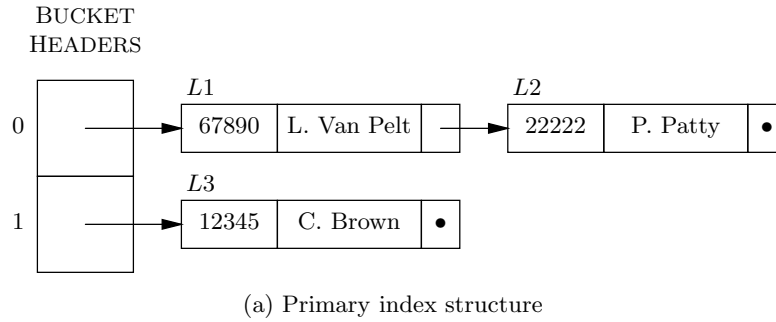 BUCKET
HEADERS
L1
L2
0
67890 L. Van Pelt
22222 P. Patty •
L3
1
12345 C. Brown •
(a) Primary index structure